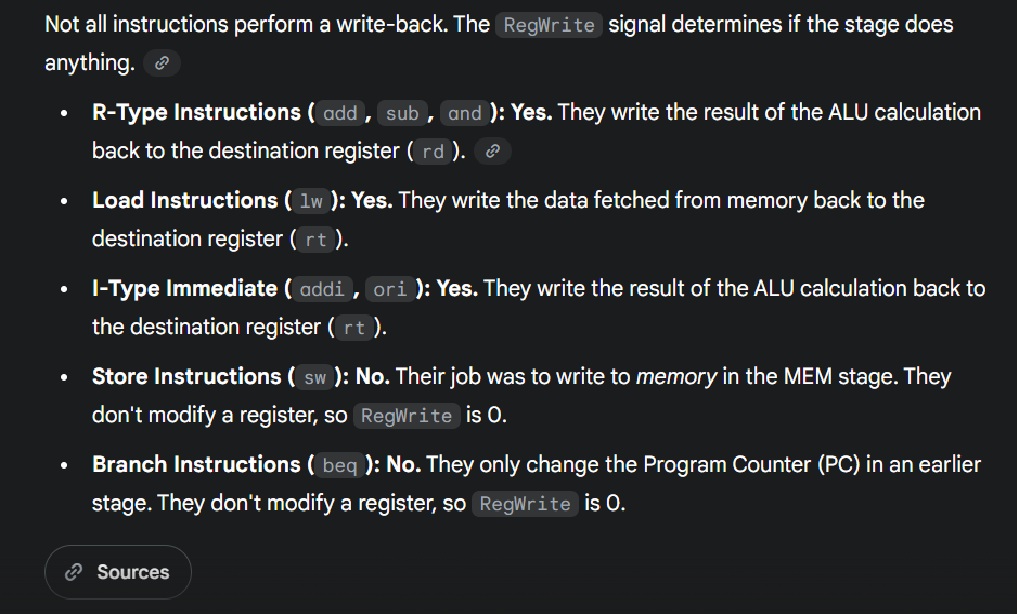 Not all instructions perform a write-back. The RegWrite signal determines if the stage does
anything.
• R-Type Instructions ( add , sub , and ): Yes. They write the result of the ALU calculation
back to the destination register ( rd ).
• Load Instructions ( lw ): Yes. They write the data fetched from memory back to the
destination register ( rt ).
• I-Type Immediate ( addi , ori ): Yes. They write the result of the ALU calculation back to
the destination register ( rt ).
• Store Instructions ( sw ): No. Their job was to write to memory in the MEM stage. They
don't modify a register, so RegWrite is 0.
• Branch Instructions ( beq ): No. They only change the Program Counter (PC) in an earlier
stage. They don't modify a register, so RegWrite is 0.
Sources